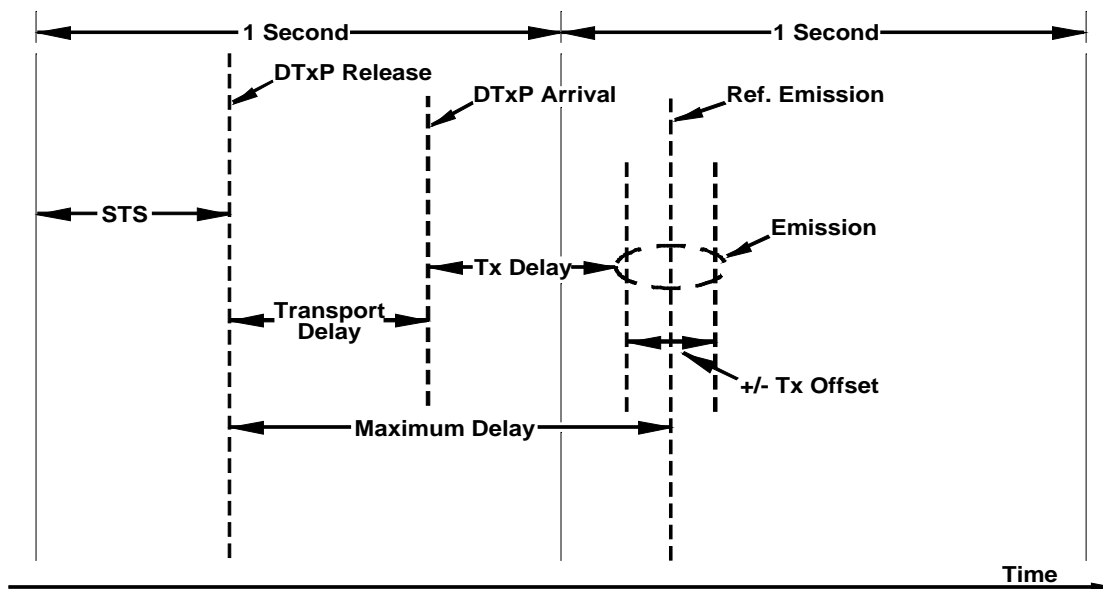 1 Second
1 Second
DTxP Release
DTxP Arrival
Ref. Emission
STS
Emission
Tx Delay
Transport
Delay
+/- Tx Offset
Maximum Delay
Time